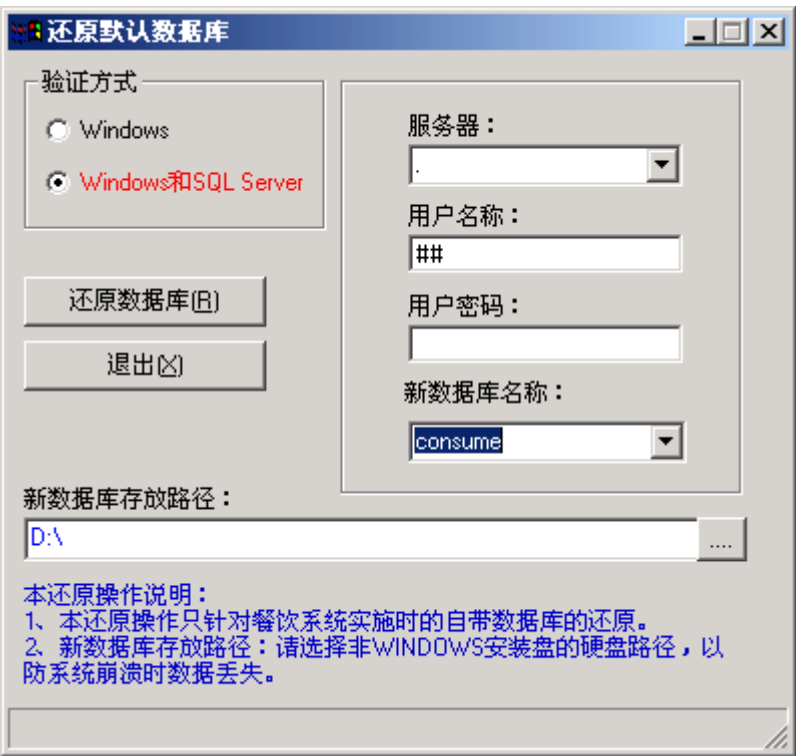 还原默认数据库
验证方式
Windows
Windows和SQL Server
还原数据库(R)
退出(X)
服务器：
.
用户名称：
##
用户密码：
新数据库名称：
consume
新数据库存放路径：
D:\
....
本还原操作说明：
1、本还原操作只针对餐饮系统实施时的自带数据库的还原。
2、新数据库存放路径：请选择非WINDOWS安装盘的硬盘路径，以
防系统崩溃时数据丢失。